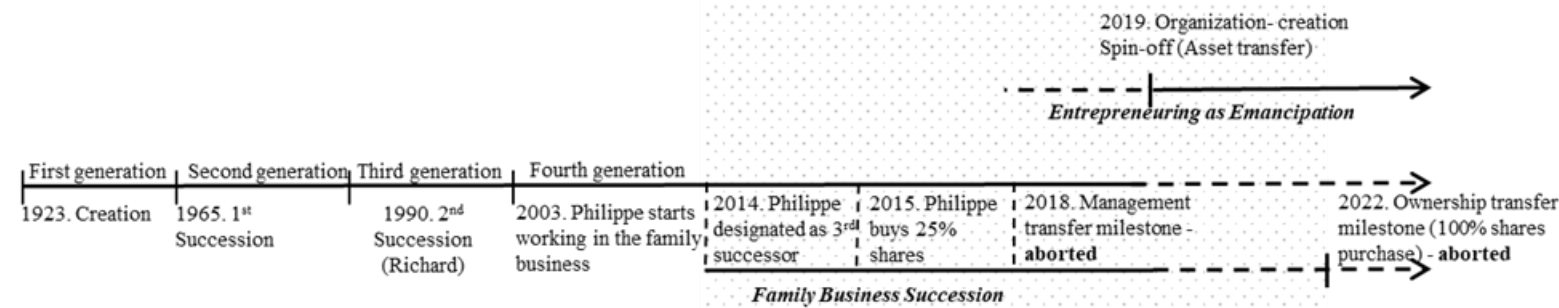 2019. Organization- creation
Spin-off (Asset transfer)
Entrepreneuring as Emancipation
First generation
Second generation
Third generation
Fourth generation
1923. Creation
1965. 1st
Succession
1990. 2nd
Succession
(Richard)
2003. Philippe starts
working in the family
business
2014. Philippe
designated as 3rd
successor
2015. Philippe
buys 25%
shares
2018. Management
transfer milestone -
aborted
2022. Ownership transfer
milestone (100% shares
purchase) - aborted
Family Business Succession